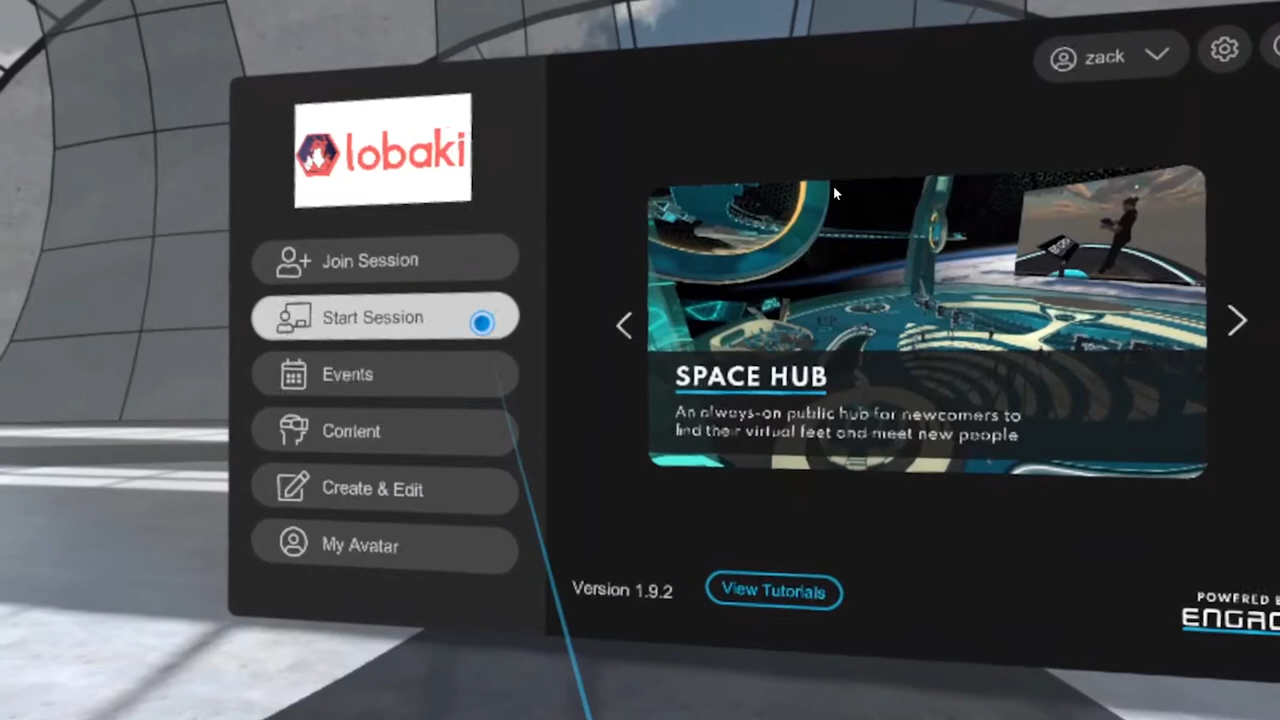 zack
lobaki
Join Session
Start Session
Events
Content
Create & Edit
My Avatar
SPACE HUB
An always-on public hub for newcomers to
find their virtual feet and meet new people
Version 1.9.2
View Tutorials
POWERED